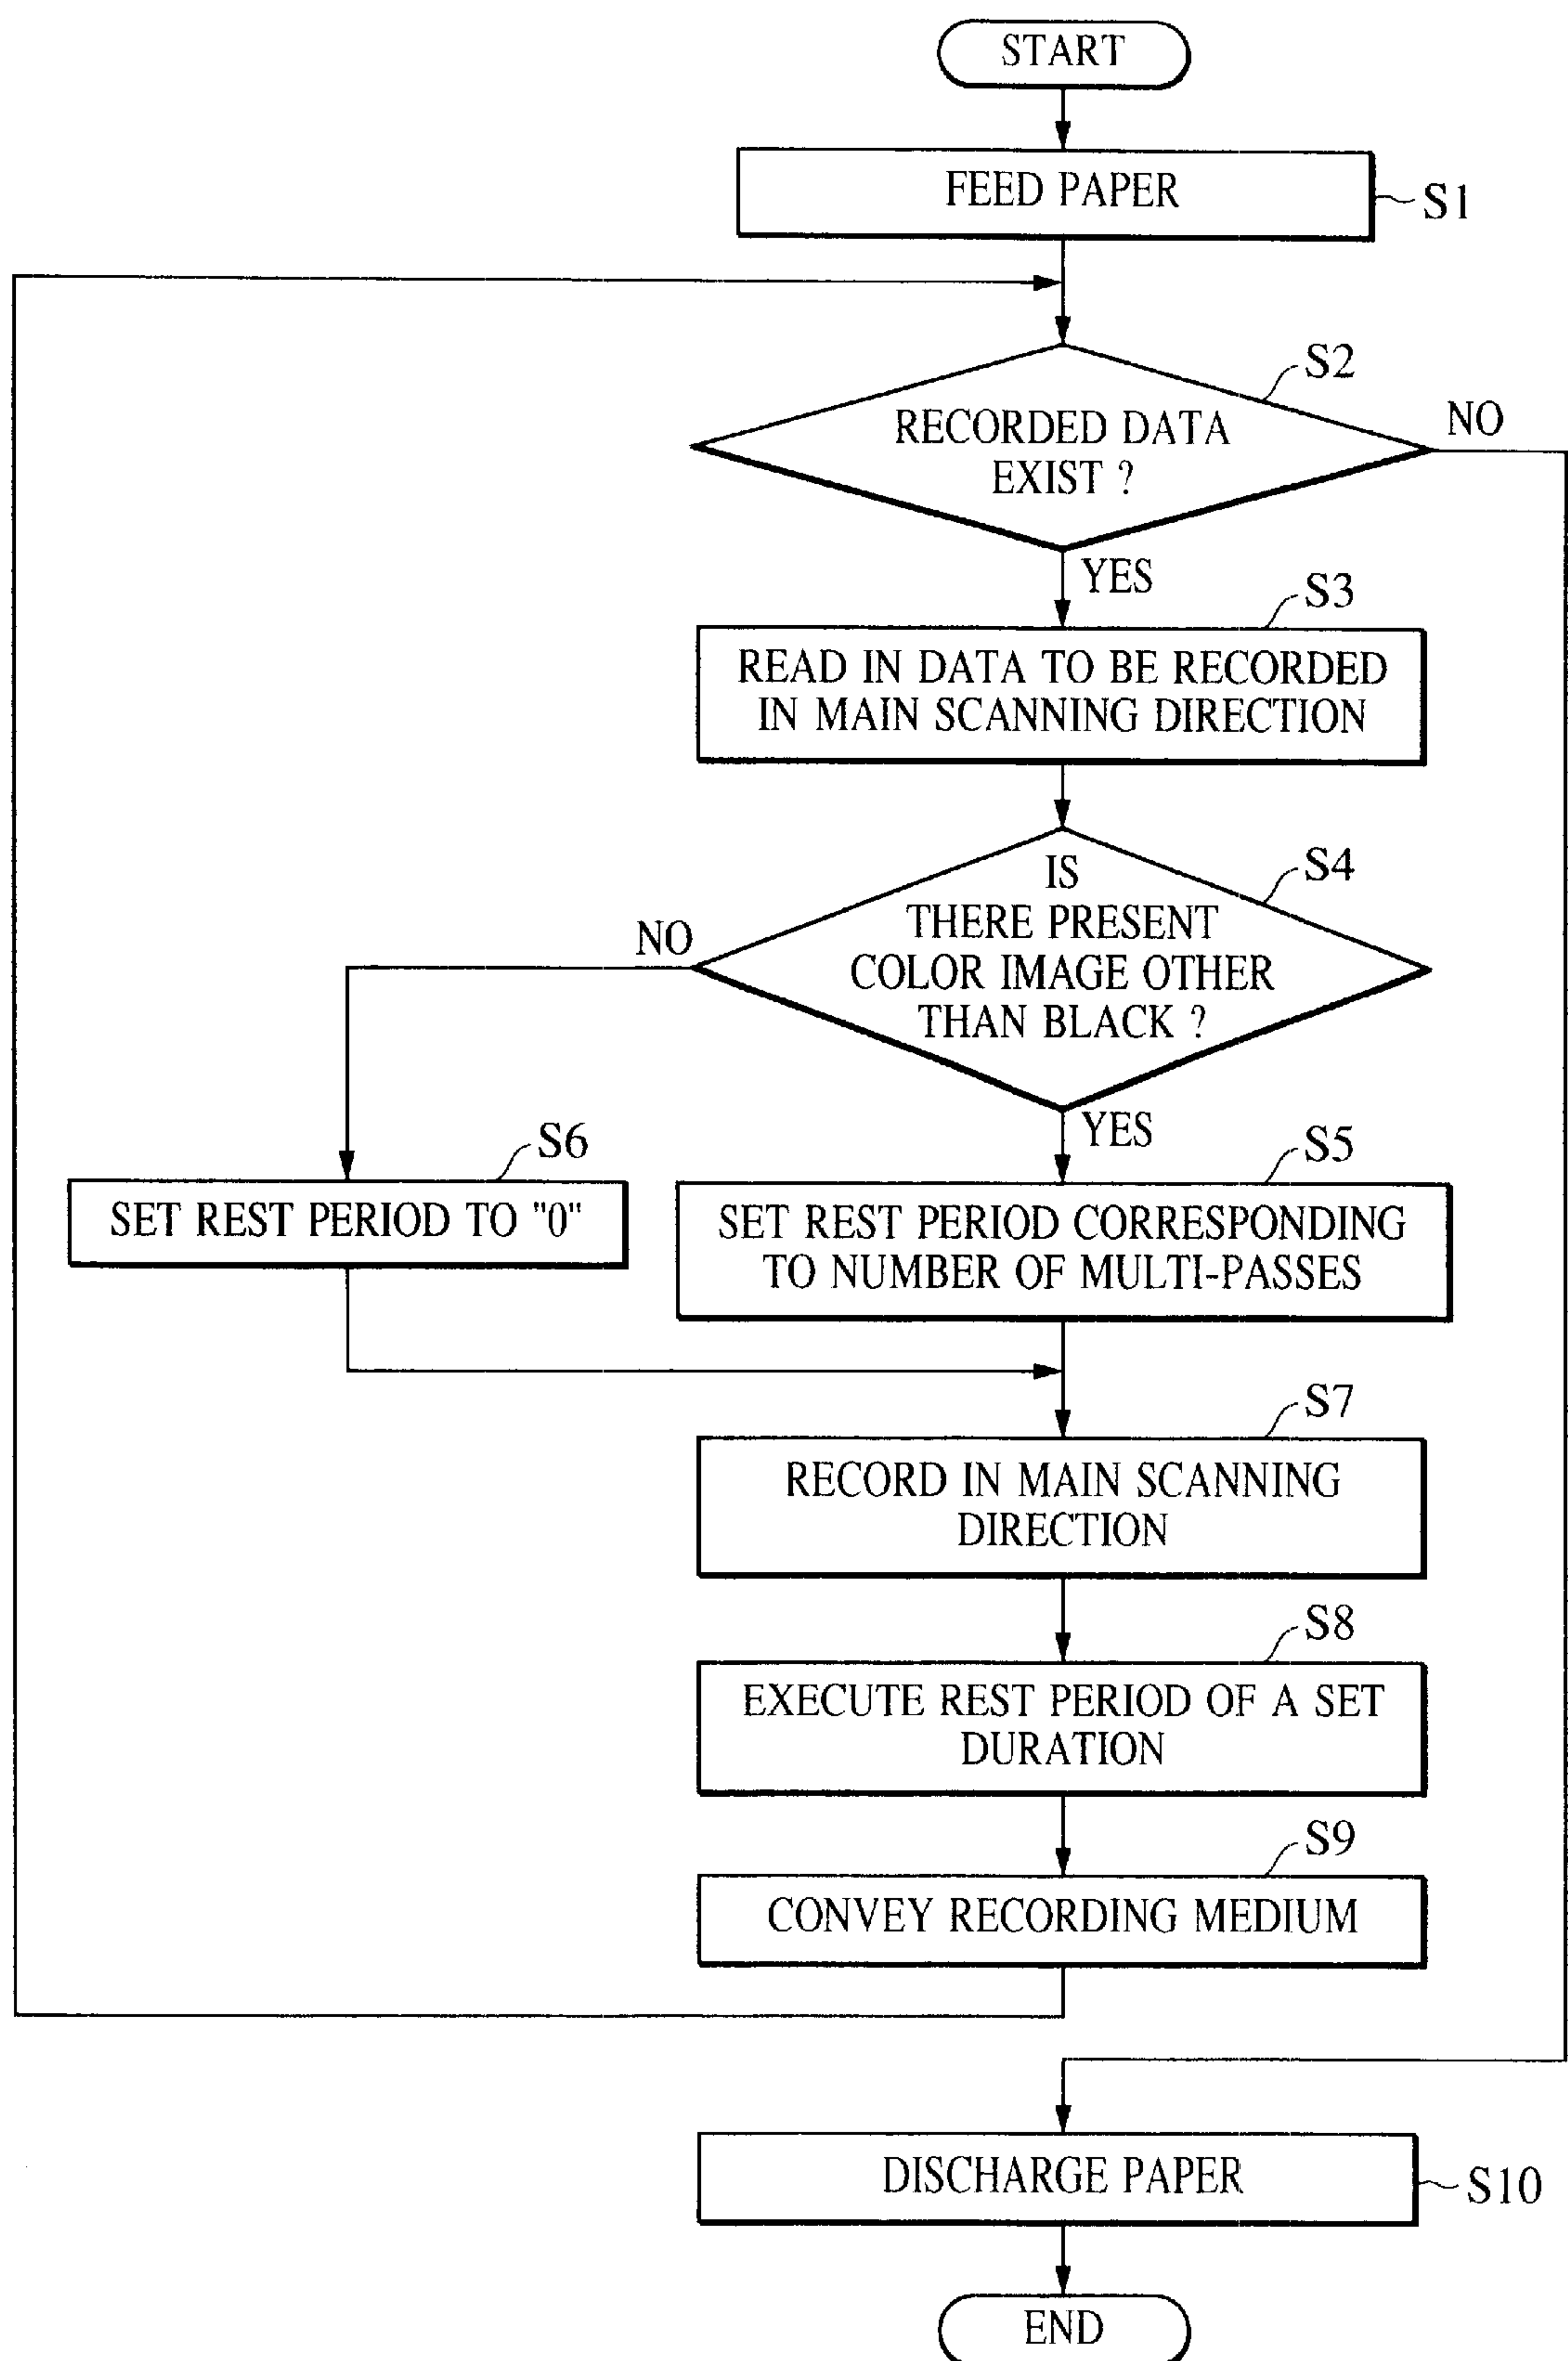 START
FEED PAPER
S1
S2
RECORDED DATA
EXIST ?
NO
YES
S3
READ IN DATA TO BE RECORDED
IN MAIN SCANNING DIRECTION
S4
IS
THERE PRESENT
COLOR IMAGE OTHER
THAN BLACK ?
NO
YES
S6
SET REST PERIOD TO "0"
S5
SET REST PERIOD CORRESPONDING
TO NUMBER OF MULTI-PASSES
S7
RECORD IN MAIN SCANNING
DIRECTION
S8
EXECUTE REST PERIOD OF A SET
DURATION
S9
CONVEY RECORDING MEDIUM
DISCHARGE PAPER
S10
END